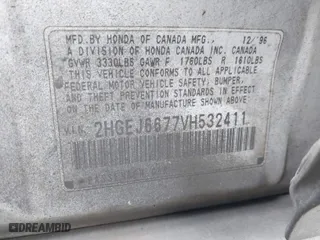 MFD. BY HONDA OF CANADA MFG., 12/96
A DIVISION OF HONDA CANADA INC. CANADA
GVWR 3330LBS GAWR F 1760LBS R 1610LBS
THIS VEHICLE CONFORMS TO ALL APPLICABLE
FEDERAL MOTOR VEHICLE SAFETY, BUMPER,
AND THEFT PREVENTION STANDARDS IN
EFFECT ON THE DATE OF
MANUFACTURE SHOWN ABOVE.
V.I.N. 2HGEJ6677VH532411
PASSENGER CAR
DREAMBID